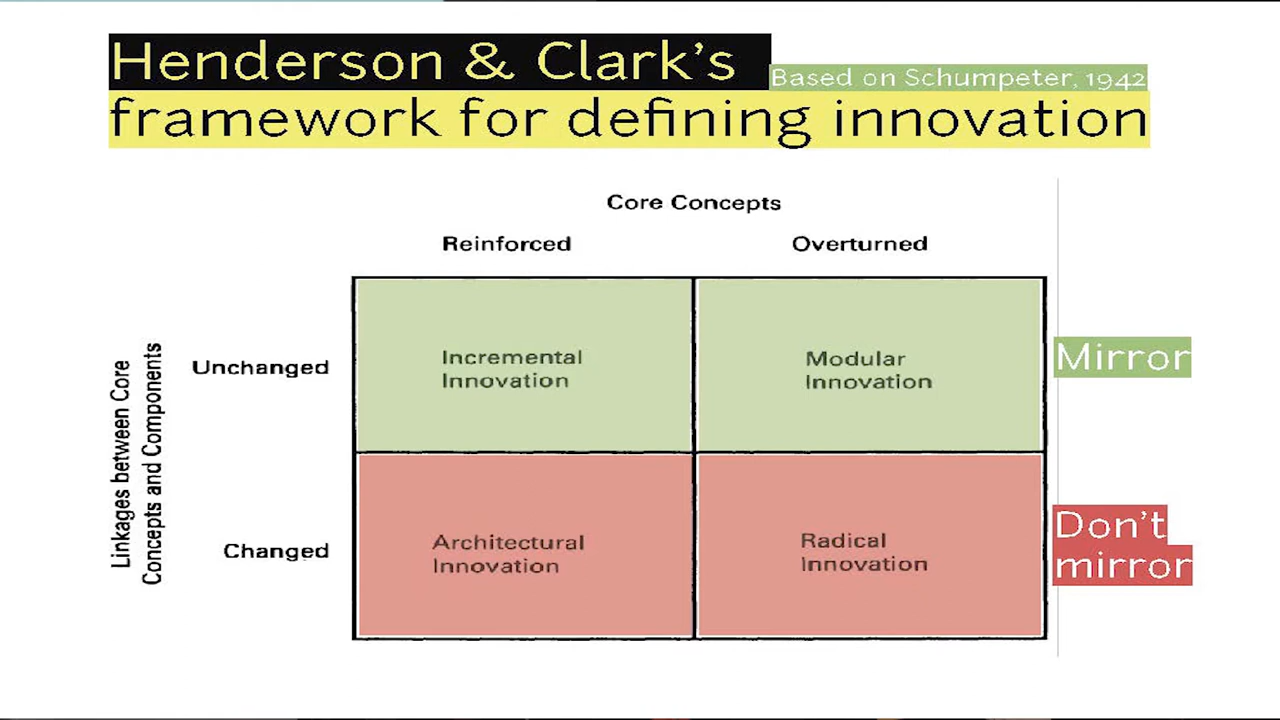 Henderson & Clark's
Based on Schumpeter, 1942
framework for defining innovation
Core Concepts
Reinforced
Overturned
Linkages between Core
Concepts and Components
Unchanged
Incremental
Innovation
Modular
Innovation
Mirror
Changed
Architectural
Innovation
Radical
Innovation
Don't
mirror